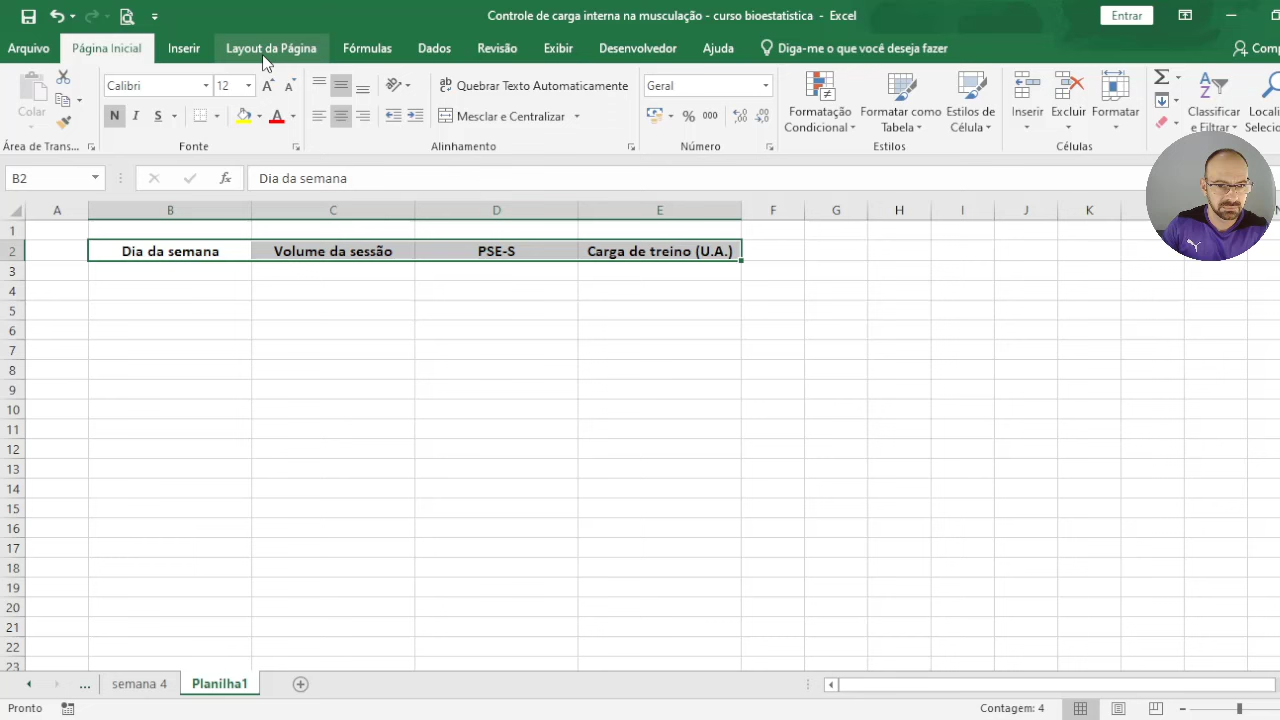 Controle de carga interna na musculação - curso bioestatistica - Excel
Entrar
Arquivo Página Inicial Inserir Layout da Página Fórmulas Dados Revisão Exibir Desenvolvedor Ajuda Diga-me o que você deseja fazer
Colar
Calibri 12
Quebrar Texto Automaticamente
Geral
N I S
Mesclar e Centralizar
% 000
Formatação Condicional
Formatar como Tabela
Estilos de Célula
Inserir Excluir Formatar
Classificar e Filtrar
Área de Trans... Fonte Alinhamento Número Estilos Células
B2 fx Dia da semana
A B C D E F G H I J K
1
2 Dia da semana Volume da sessão PSE-S Carga de treino (U.A.)
3
4
5
6
7
8
9
10
11
12
13
14
15
16
17
18
19
20
21
22
23
... semana 4 Planilha1
Pronto Contagem: 4